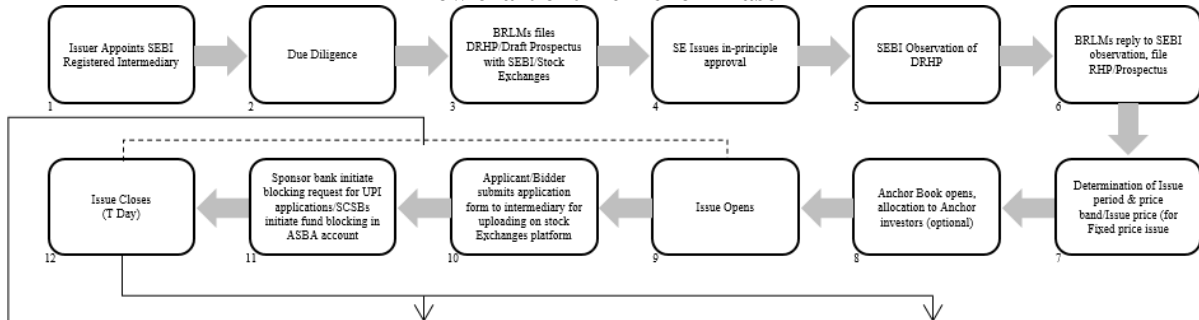 Issuer Appoints SEBI
Registered Intermediary
1
Due Diligence
2
BRLMs files
DRHP/Draft Prospectus
with SEBI/Stock
Exchanges
3
SE Issues in-principle
approval
4
SEBI Observation of
DRHP
5
BRLMs reply to SEBI
observation, file
RHP/Prospectus
6
Determination of Issue
period & price
band/Issue price (for
Fixed price issue
7
Anchor Book opens,
allocation to Anchor
investors (optional)
8
Issue Opens
9
Applicant/Bidder
submits application
form to intermediary for
uploading on stock
Exchanges platform
10
Sponsor bank initiate
blocking request for UPI
applications/SCSBs
initiate fund blocking in
ASBA account
11
Issue Closes
(T Day)
12